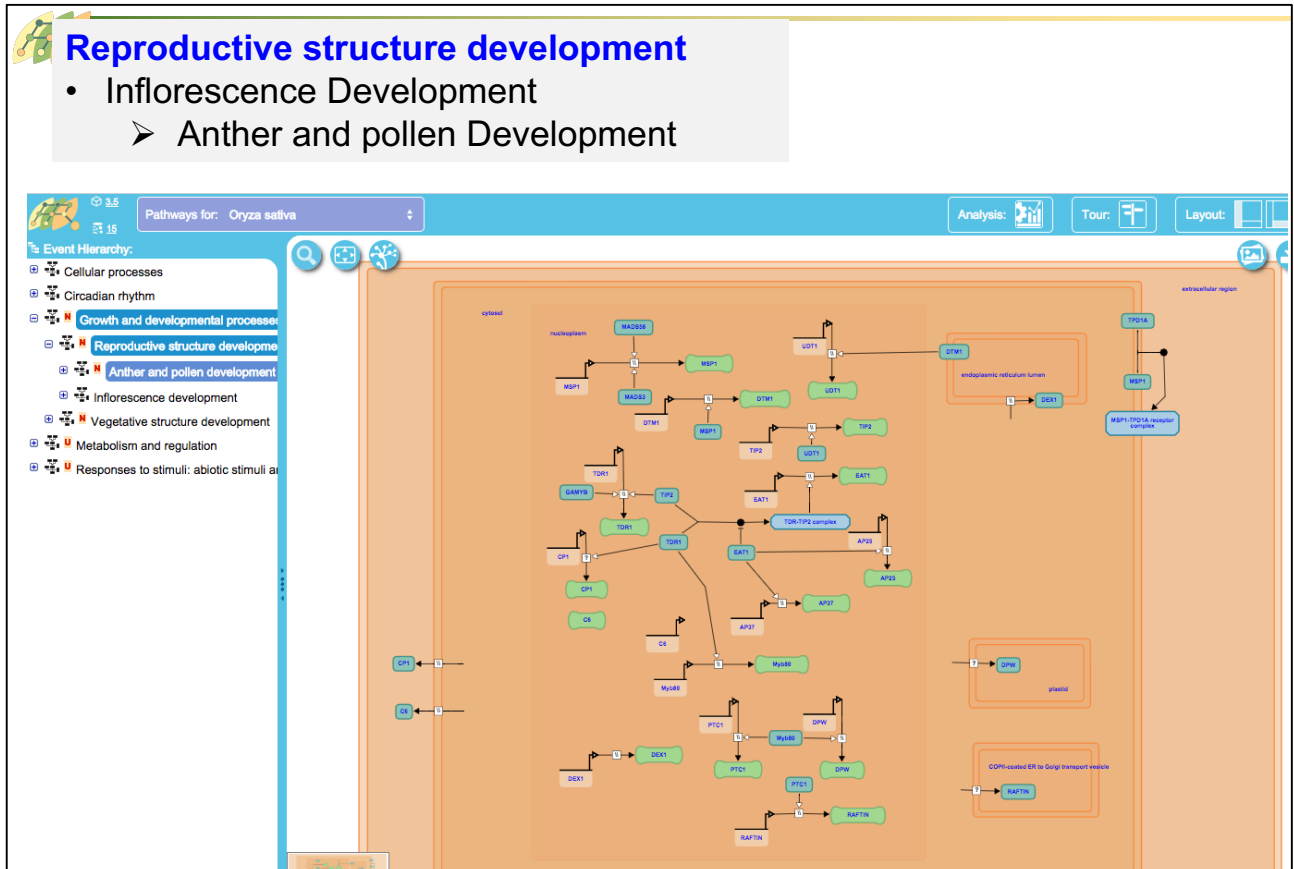 Reproductive structure development
• Inflorescence Development
➢ Anther and pollen Development
3.5
15
Pathways for: Oryza sativa
Analysis:
Tour:
Layout:
Event Hierarchy:
Cellular processes
Circadian rhythm
N Growth and developmental processes
N Reproductive structure developme
N Anther and pollen development
Inflorescence development
N Vegetative structure development
U Metabolism and regulation
U Responses to stimuli: abiotic stimuli a
extracellular region
cytosol
nucleoplasm
MADS58
MSP1
MSP1
MADS3
DTM1
DTM1
MSP1
UDT1
UDT1
DTM1
endoplasmic reticulum lumen
DEX1
TPD1A
MSP1
MSP1-TPD1A receptor
complex
TIP2
TIP2
UDT1
TDR1
GAMYB
TIP2
TDR1
EAT1
EAT1
TDR-TIP2 complex
TDR1
EAT1
AP25
AP25
CP1
CP1
C6
AP37
AP37
C6
Myb80
Myb80
CP1
C6
DPW
plastid
PTC1
DPW
Myb80
PTC1
DPW
DEX1
DEX1
PTC1
RAFTIN
RAFTIN
COPII-coated ER to Golgi transport vesicle
RAFTIN